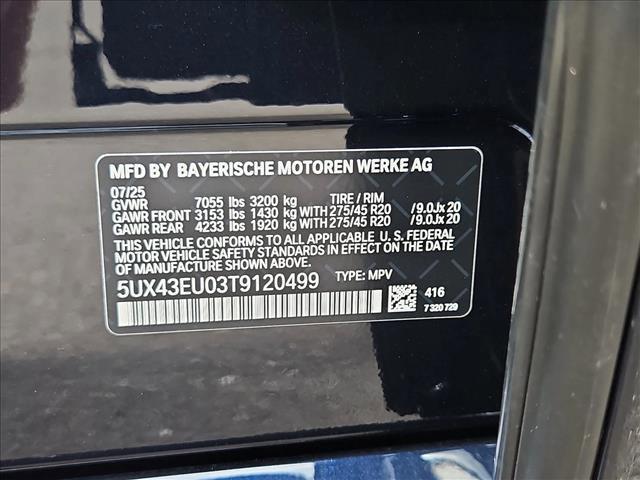 MFD BY BAYERISCHE MOTOREN WERKE AG
07/25
GVWR 7055 lbs 3200 kg TIRE / RIM
GAWR FRONT 3153 lbs 1430 kg WITH 275/45 R20 /9.0Jx20
GAWR REAR 4233 lbs 1920 kg WITH 275/45 R20 /9.0Jx20
THIS VEHICLE CONFORMS TO ALL APPLICABLE U.S. FEDERAL
MOTOR VEHICLE SAFETY STANDARDS IN EFFECT ON THE
DATE OF MANUFACTURE SHOWN ABOVE.
5UX43EU03T9120499 TYPE: MPV
416
7 320 729